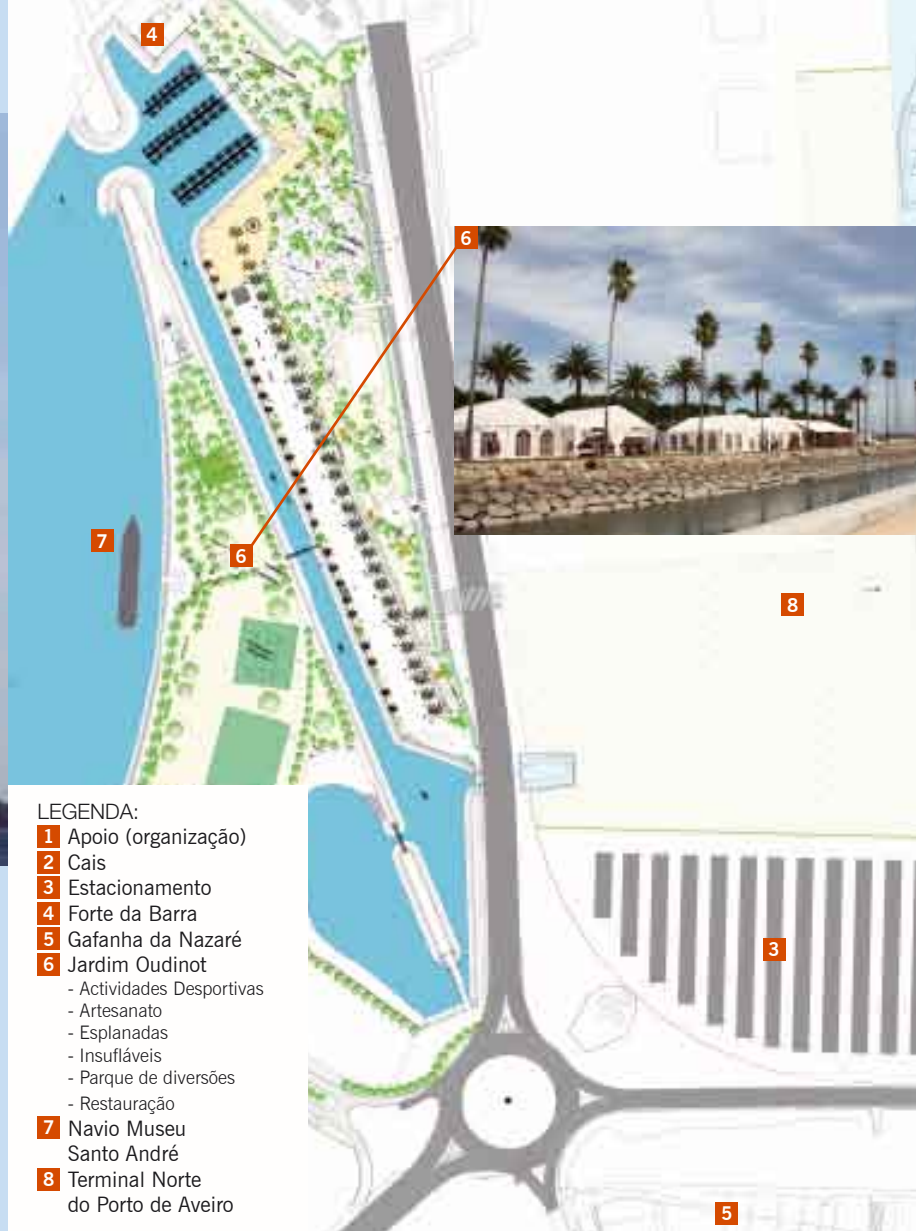 4
6
7
6
8
3
5
LEGENDA:
1 Apoio (organização)
2 Cais
3 Estacionamento
4 Forte da Barra
5 Gafanha da Nazaré
6 Jardim Oudinot
- Actividades Desportivas
- Artesanato
- Esplanadas
- Insufláveis
- Parque de diversões
- Restauração
7 Navio Museu
Santo André
8 Terminal Norte
do Porto de Aveiro